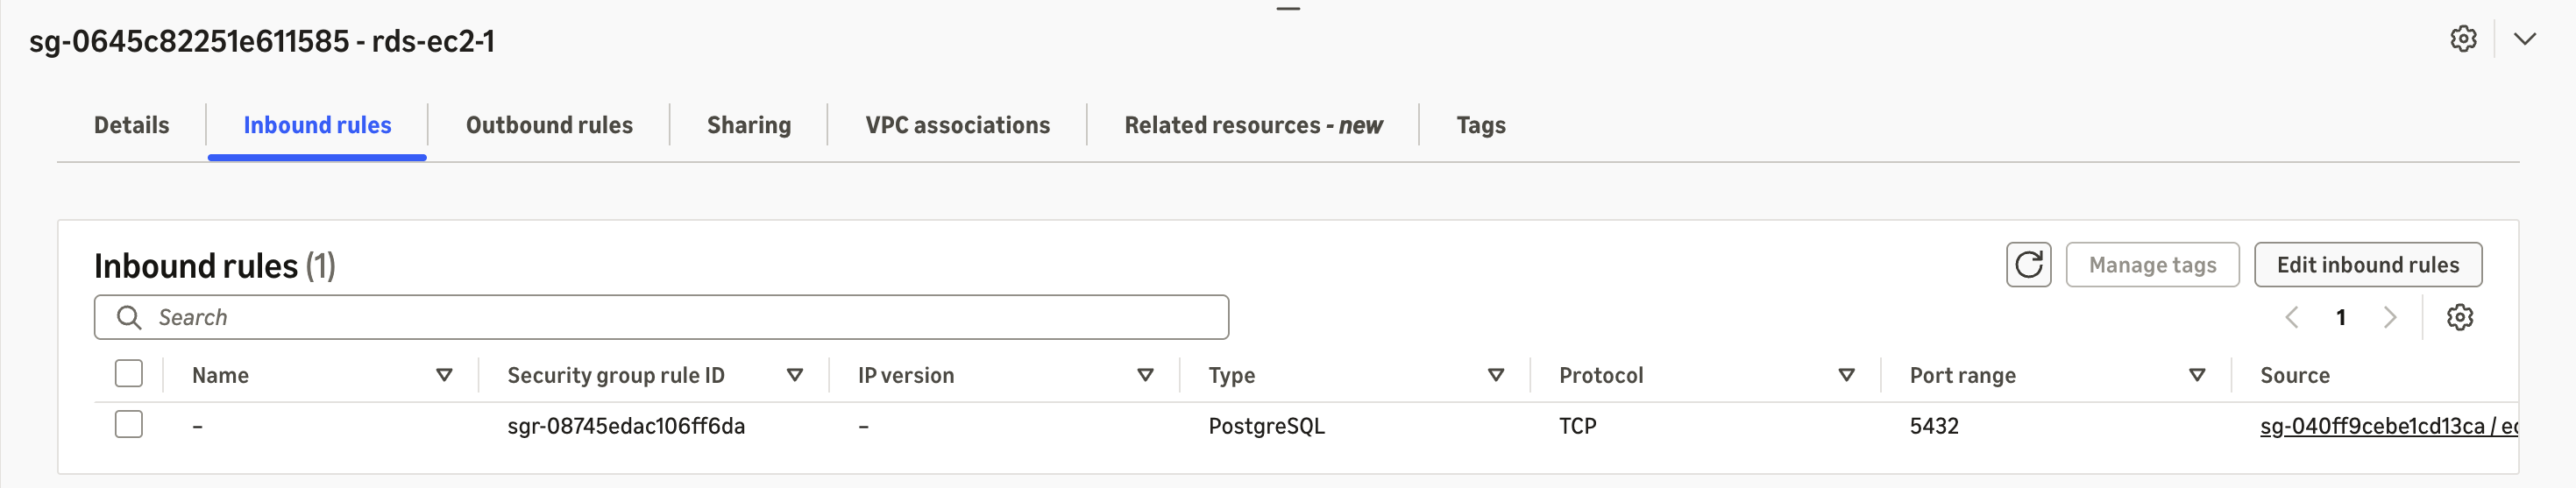 sg-0645c82251e611585 - rds-ec2-1
Details Inbound rules Outbound rules Sharing VPC associations Related resources - new Tags
Inbound rules (1)
Manage tags Edit inbound rules
Search
1
Name Security group rule ID IP version Type Protocol Port range Source
– sgr-08745edac106ff6da – PostgreSQL TCP 5432 sg-040ff9cebe1cd13ca /